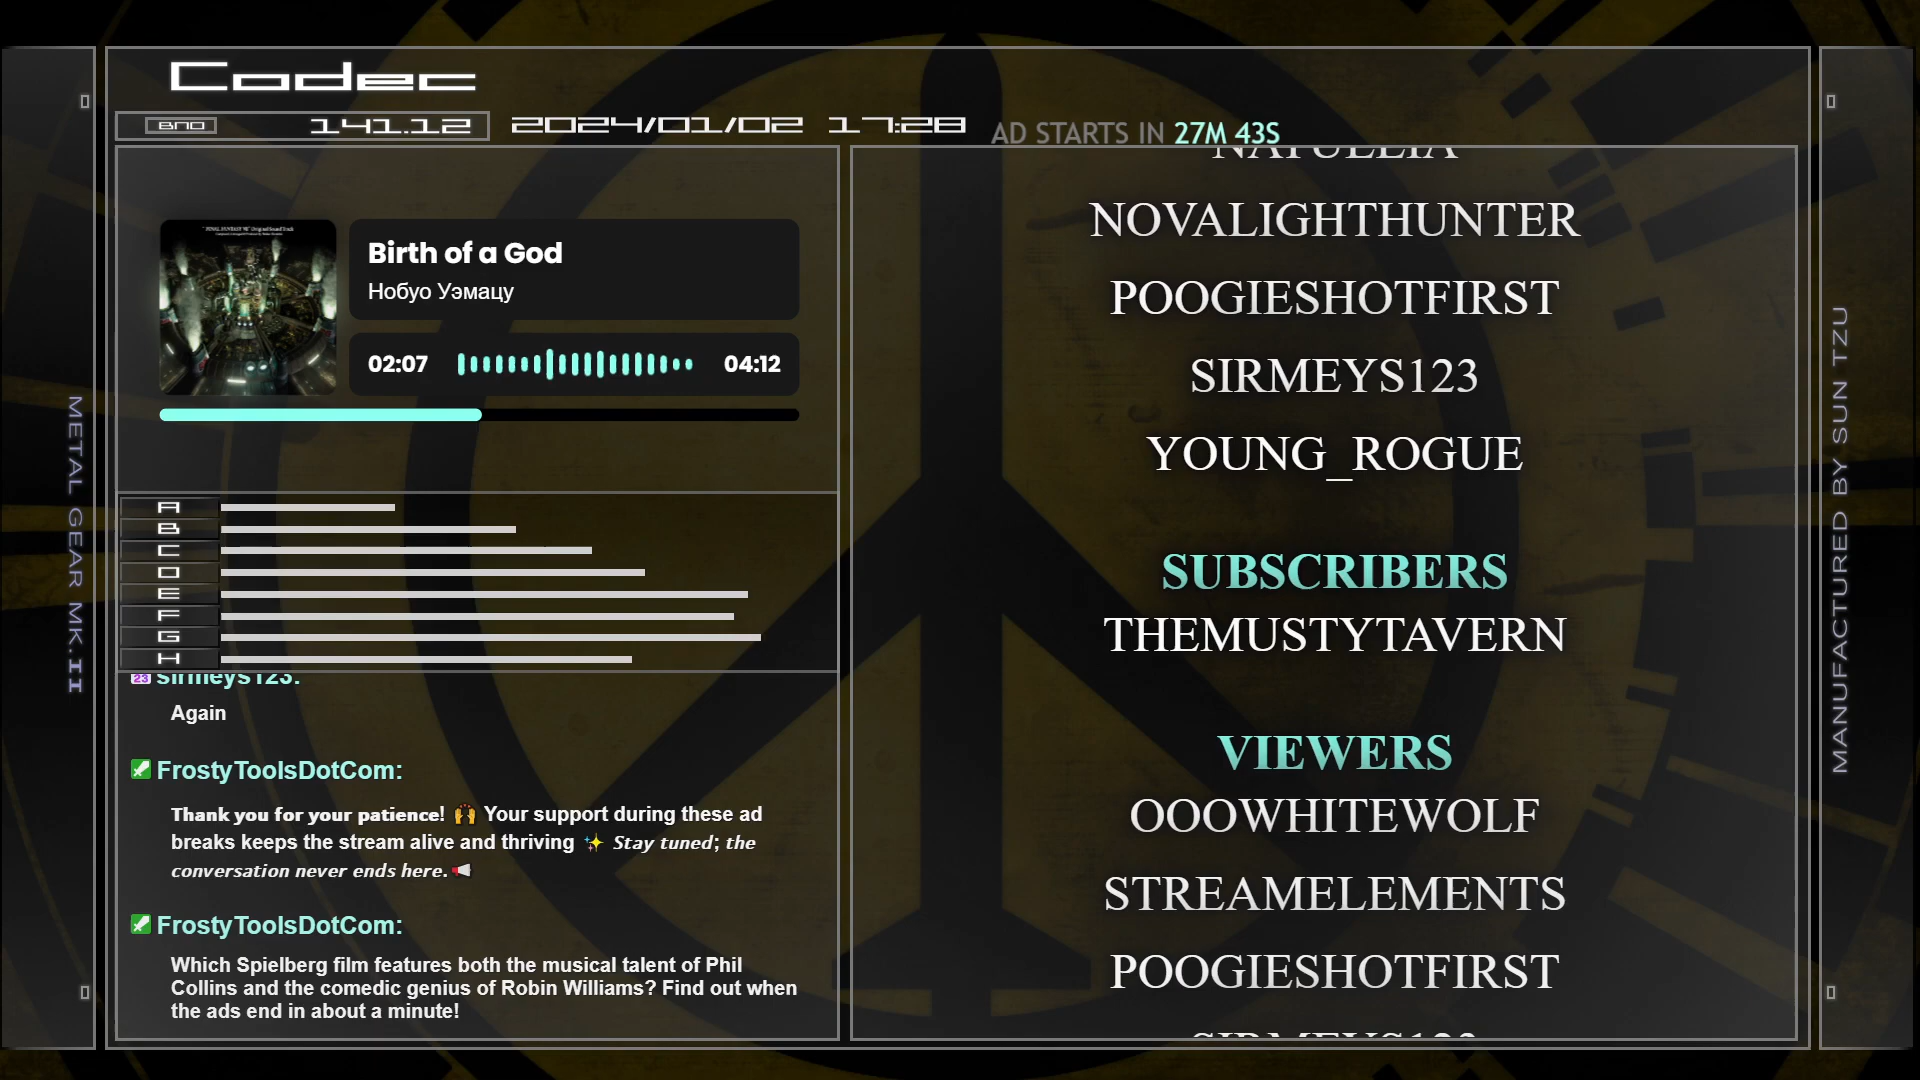 Codec
BNO
141.12
2024/01/02 17:28
AD STARTS IN 27M 43S
Birth of a God
Нобуо Уэмацу
02:07
04:12
A
B
C
D
E
F
G
H
23 sirmeys123:
Again
FrostyToolsDotCom:
Thank you for your patience! 🙌 Your support during these ad
breaks keeps the stream alive and thriving ✨ Stay tuned; the
conversation never ends here. 📢
FrostyToolsDotCom:
Which Spielberg film features both the musical talent of Phil
Collins and the comedic genius of Robin Williams? Find out when
the ads end in about a minute!
NOVALIGHTHUNTER
POOGIESHOTFIRST
SIRMEYS123
YOUNG_ROGUE
SUBSCRIBERS
THEMUSTYTAVERN
VIEWERS
OOOWHITEWOLF
STREAMELEMENTS
POOGIESHOTFIRST
SIRMEYS123
METAL GEAR MK.II
MANUFACTURED BY SUN TZU